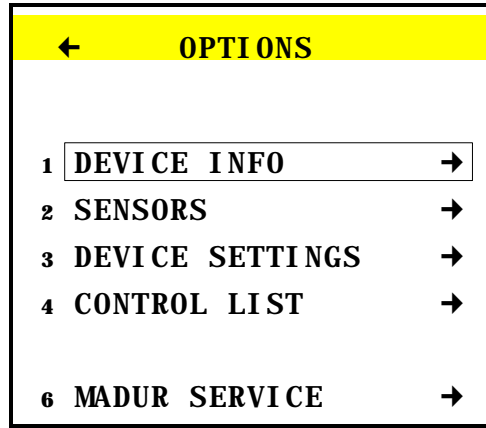 ← OPTIONS
1 DEVICE INFO →
2 SENSORS →
3 DEVICE SETTINGS →
4 CONTROL LIST →
6 MADUR SERVICE →